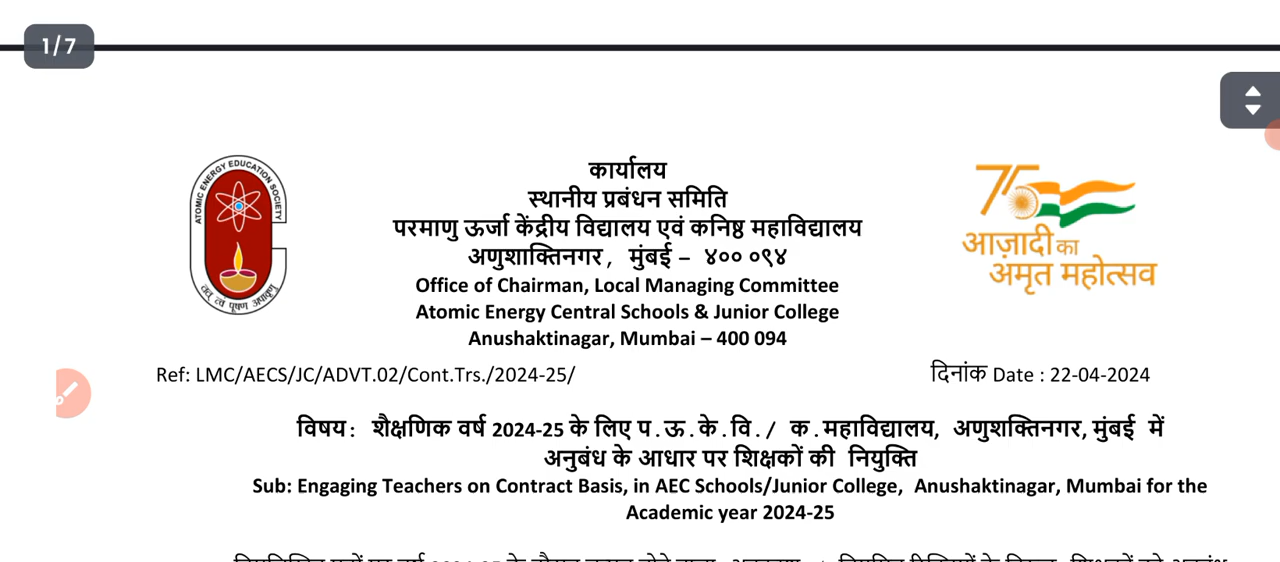 1/7
ATOMIC ENERGY EDUCATION SOCIETY
तत् त्वं पूषण अपावृणु
कार्यालय
स्थानीय प्रबंधन समिति
परमाणु ऊर्जा केंद्रीय विद्यालय एवं कनिष्ठ महाविद्यालय
अणुशाक्तिनगर, मुंबई – ४०० ०९४
Office of Chairman, Local Managing Committee
Atomic Energy Central Schools & Junior College
Anushaktinagar, Mumbai – 400 094
75
आज़ादी का
अमृत महोत्सव
Ref: LMC/AECS/JC/ADVT.02/Cont.Trs./2024-25/
दिनांक Date : 22-04-2024
विषय: शैक्षणिक वर्ष 2024-25 के लिए प.ऊ.के.वि./ क.महाविद्यालय, अणुशक्तिनगर, मुंबई में
अनुबंध के आधार पर शिक्षकों की नियुक्ति
Sub: Engaging Teachers on Contract Basis, in AEC Schools/Junior College, Anushaktinagar, Mumbai for the
Academic year 2024-25